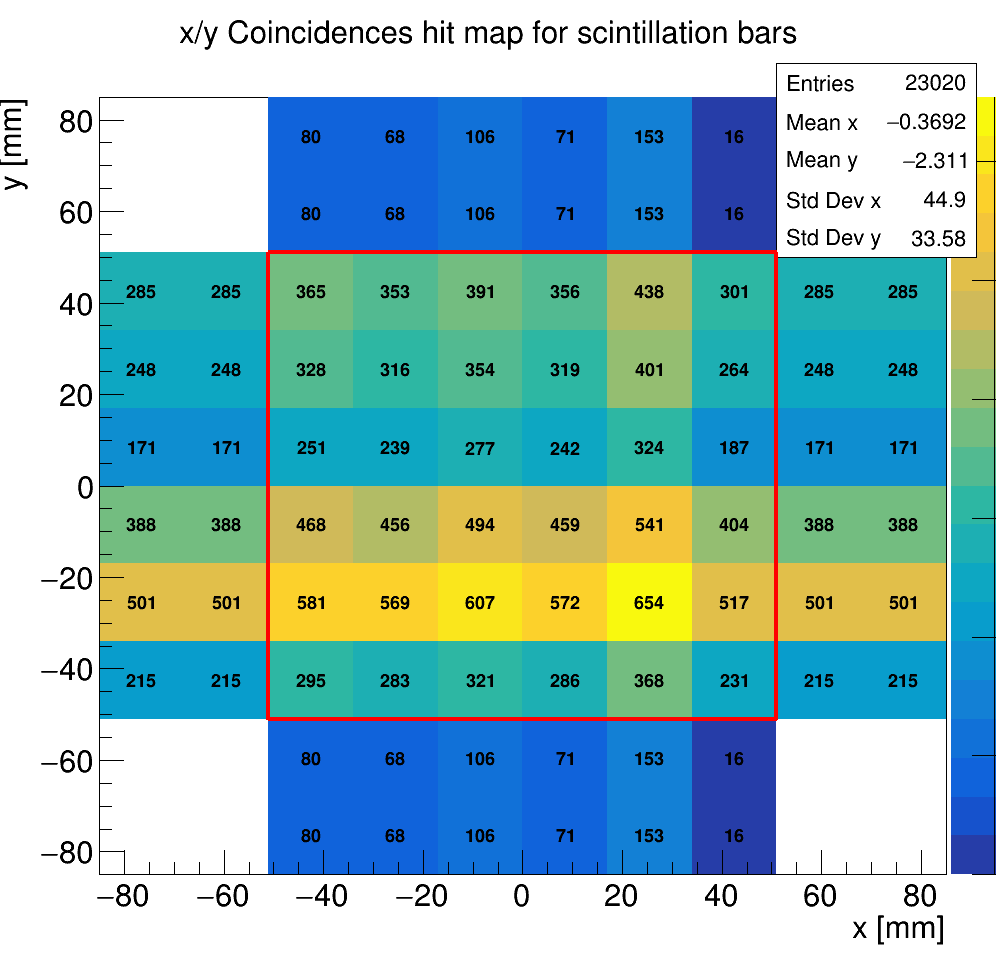 x/y Coincidences hit map for scintillation bars
Entries 23020
Mean x −0.3692
Mean y −2.311
Std Dev x 44.9
Std Dev y 33.58
y [mm]
80
60
40
20
0
−20
−40
−60
−80
80 68 106 71 153 16
80 68 106 71 153 16
285 285 365 353 391 356 438 301 285 285
248 248 328 316 354 319 401 264 248 248
171 171 251 239 277 242 324 187 171 171
388 388 468 456 494 459 541 404 388 388
501 501 581 569 607 572 654 517 501 501
215 215 295 283 321 286 368 231 215 215
80 68 106 71 153 16
80 68 106 71 153 16
−80 −60 −40 −20 0 20 40 60 80
x [mm]